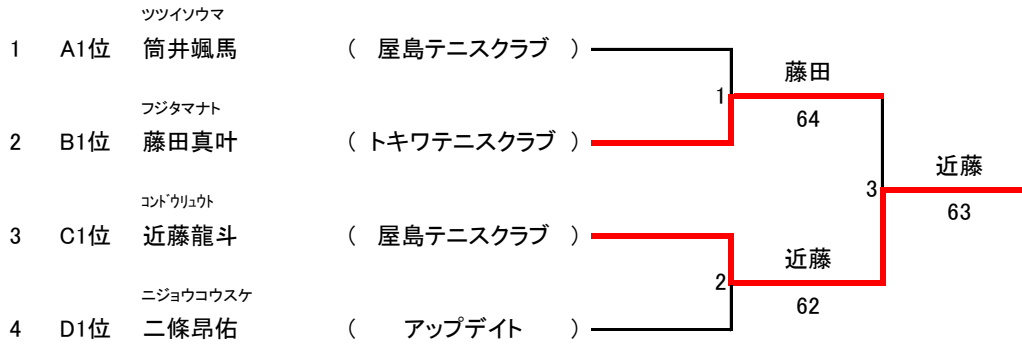 ツツイソウマ
1 A1位 筒井颯馬 ( 屋島テニスクラブ )
藤田
1
64
フジタマナト
2 B1位 藤田真叶 ( トキワテニスクラブ )
近藤
3
63
コンドウリュウト
3 C1位 近藤龍斗 ( 屋島テニスクラブ )
近藤
2
62
ニジョウコウスケ
4 D1位 二條昂佑 ( アップデイト )